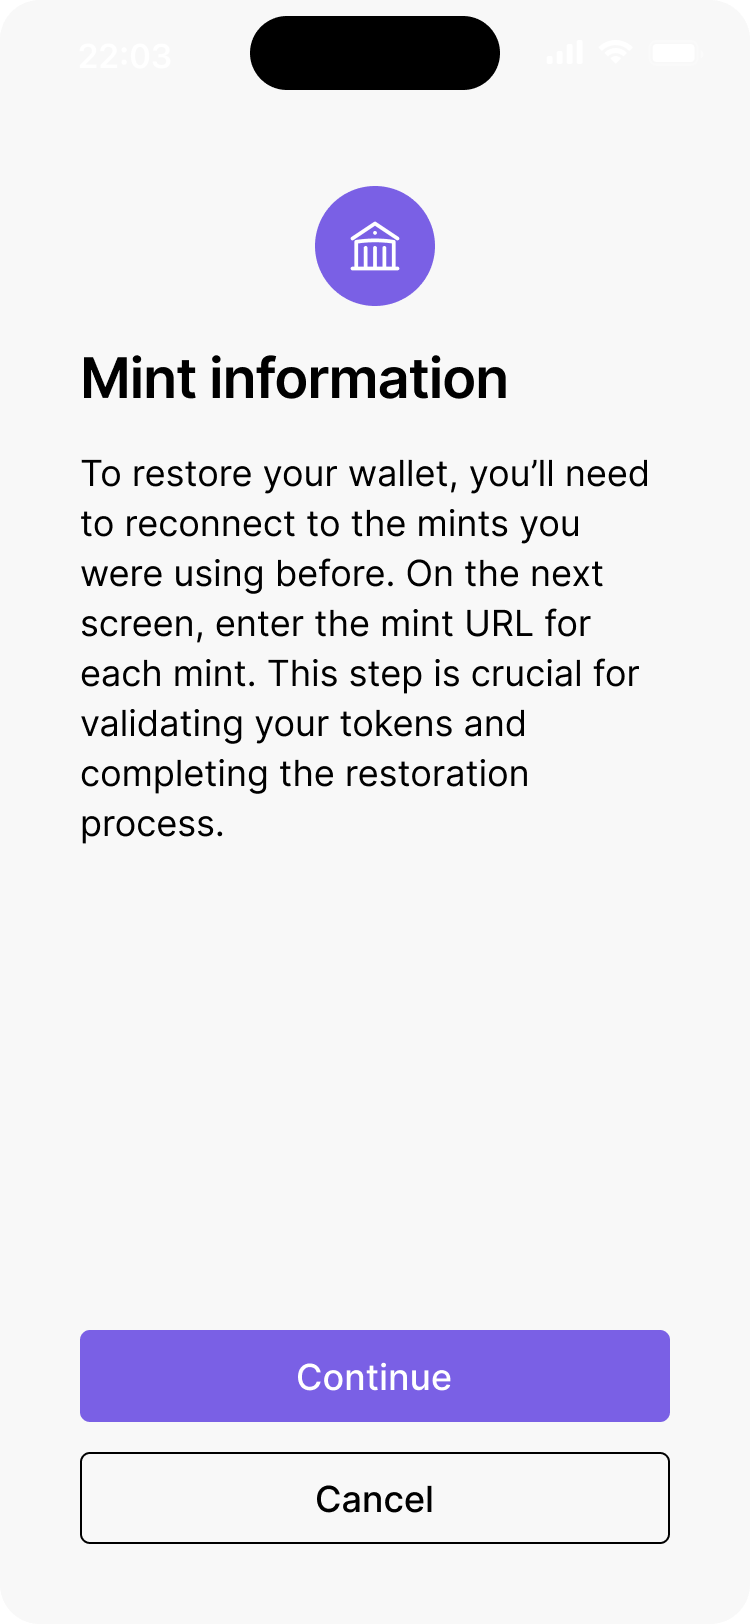 22:03
Mint information
To restore your wallet, you’ll need
to reconnect to the mints you
were using before. On the next
screen, enter the mint URL for
each mint. This step is crucial for
validating your tokens and
completing the restoration
process.
Continue
Cancel